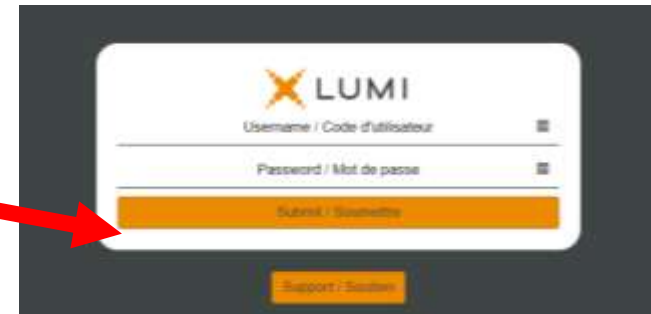 LUMI
Username / Code d'utilisateur
Password / Mot de passe
Submit / Soumettre
Support / Soutien